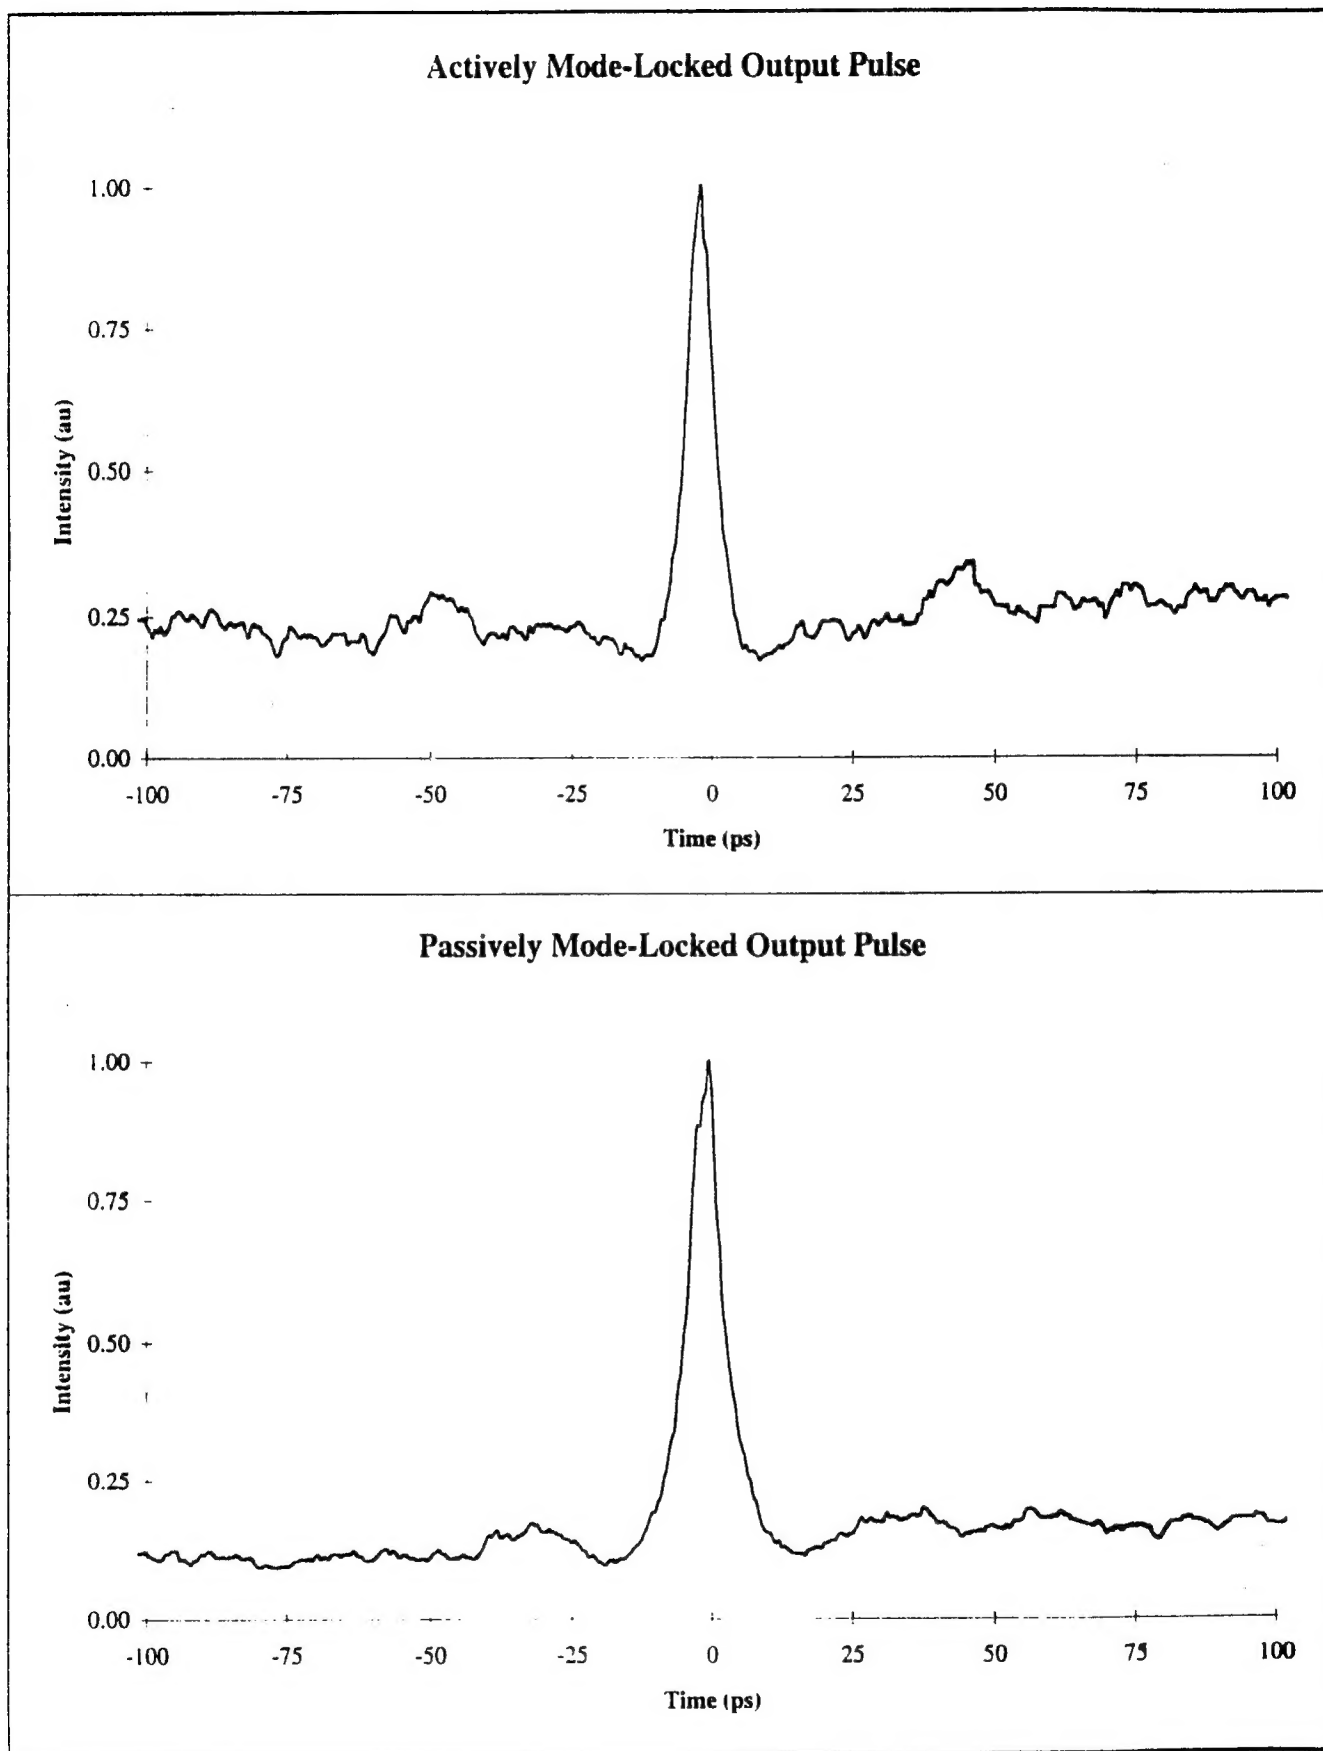 Actively Mode-Locked Output Pulse
1.00
0.75
0.50
0.25
0.00
Intensity (au)
-100 -75 -50 -25 0 25 50 75 100
Time (ps)
Passively Mode-Locked Output Pulse
1.00
0.75
0.50
0.25
0.00
Intensity (au)
-100 -75 -50 -25 0 25 50 75 100
Time (ps)